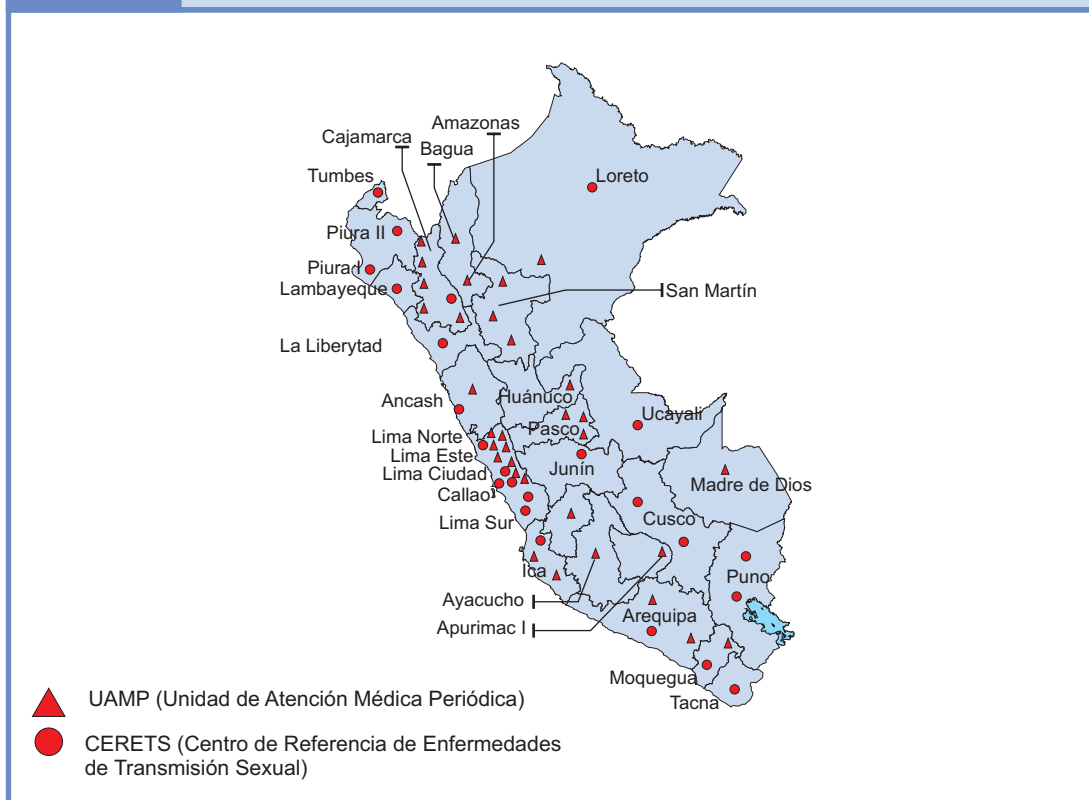 Amazonas
Cajamarca
Bagua
Tumbes
Loreto
Piura II
Piura I
Lambayeque
San Martín
La Liberytad
Huánuco
Ancash
Ucayali
Pasco
Lima Norte
Lima Este
Junín
Lima Ciudad
Madre de Dios
Callao
Cusco
Lima Sur
Ica
Puno
Ayacucho
Arequipa
Apurimac I
Moquegua
Tacna
UAMP (Unidad de Atención Médica Periódica)
CERETS (Centro de Referencia de Enfermedades
de Transmisión Sexual)